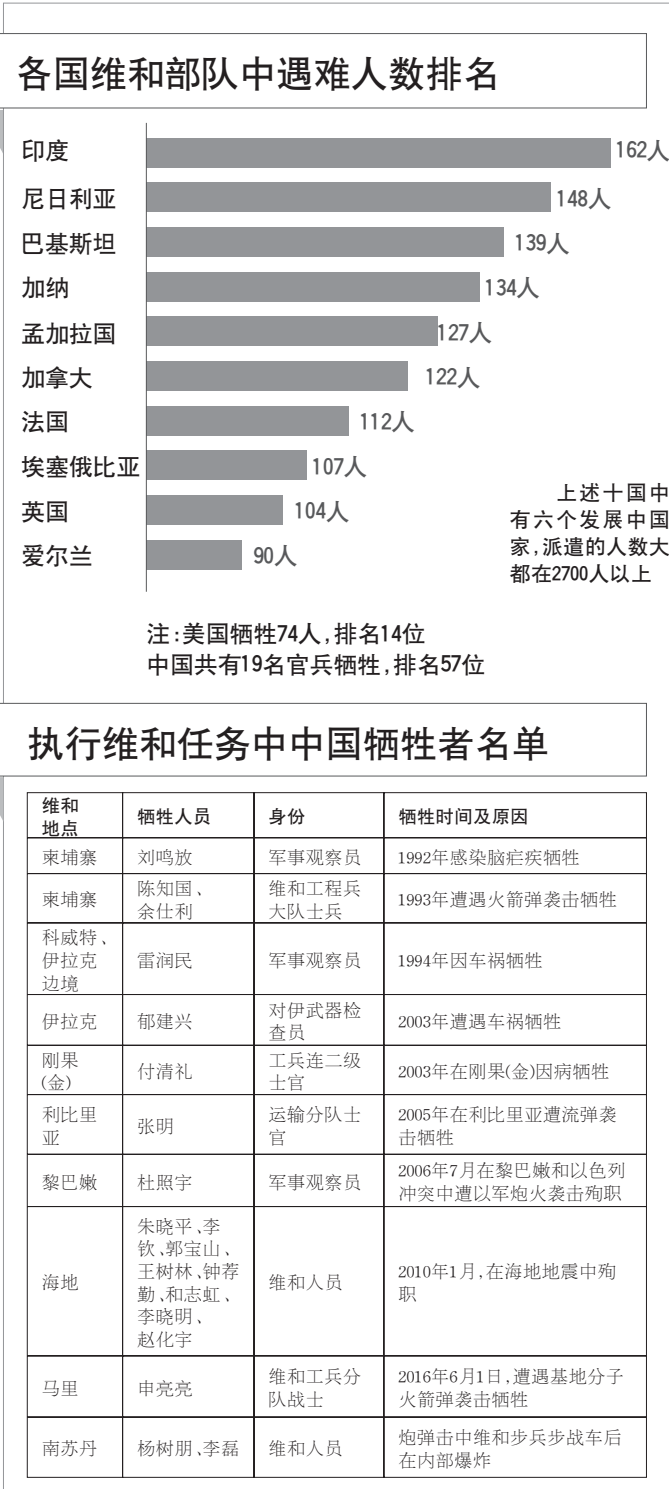 各国维和部队中遇难人数排名
印度 162人
尼日利亚 148人
巴基斯坦 139人
加纳 134人
孟加拉国 127人
加拿大 122人
法国 112人
埃塞俄比亚 107人
英国 104人
爱尔兰 90人
上述十国中
有六个发展中国
家,派遣的人数大
都在2700人以上
注:美国牺牲74人,排名14位
中国共有19名官兵牺牲,排名57位
执行维和任务中中国牺牲者名单
维和
地点
牺牲人员
身份
牺牲时间及原因
柬埔寨
刘鸣放
军事观察员
1992年感染脑疟疾牺牲
柬埔寨
陈知国、
余仕利
维和工程兵
大队士兵
1993年遭遇火箭弹袭击牺牲
科威特、
伊拉克
边境
雷润民
军事观察员
1994年因车祸牺牲
伊拉克
郁建兴
对伊武器检
查员
2003年遭遇车祸牺牲
刚果
(金)
付清礼
工兵连二级
士官
2003年在刚果(金)因病牺牲
利比里
亚
张明
运输分队士
官
2005年在利比里亚遭流弹袭
击牺牲
黎巴嫩
杜照宇
军事观察员
2006年7月在黎巴嫩和以色列
冲突中遭以军炮火袭击殉职
海地
朱晓平、李
钦、郭宝山、
王树林、钟荐
勤、和志虹、
李晓明、
赵化宇
维和人员
2010年1月,在海地地震中殉
职
马里
申亮亮
维和工兵分
队战士
2016年6月1日,遭遇基地分子
火箭弹袭击牺牲
南苏丹
杨树朋、李磊
维和人员
炮弹击中维和步兵步战车后
在内部爆炸